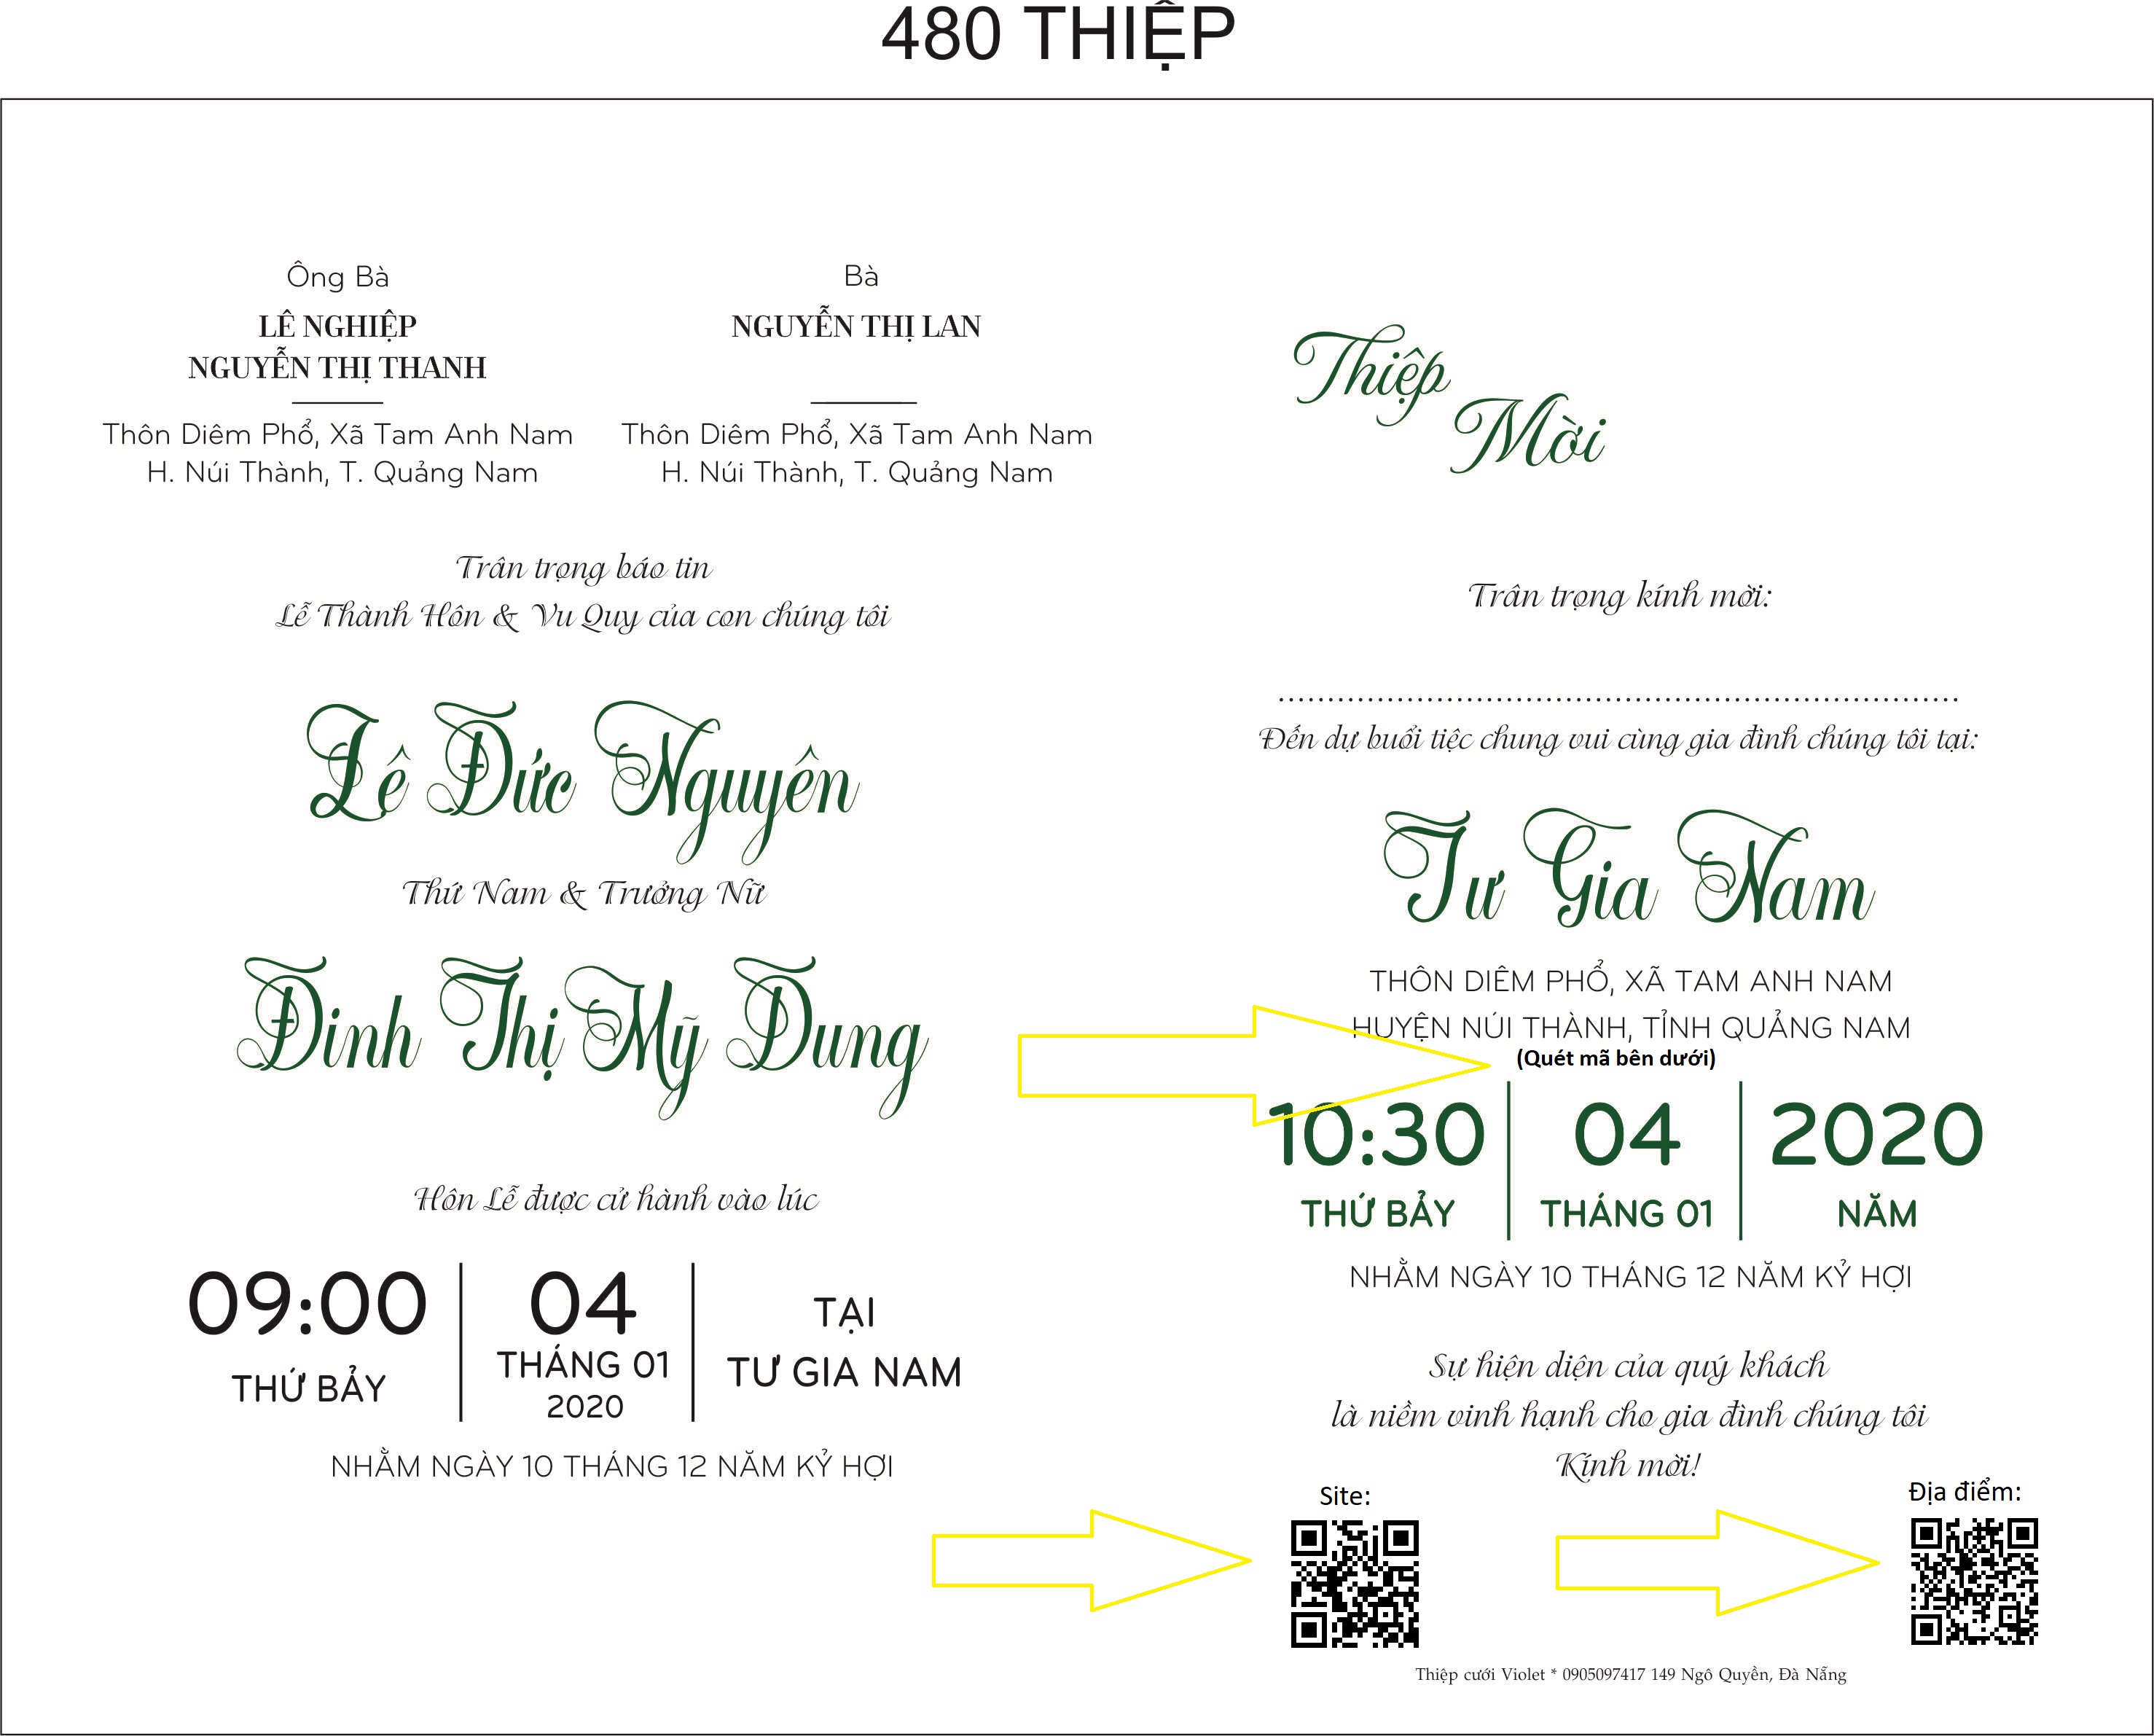 480 THIỆP
Ông Bà
LÊ NGHIỆP
NGUYỄN THỊ THANH
Thôn Diêm Phổ, Xã Tam Anh Nam
H. Núi Thành, T. Quảng Nam
Bà
NGUYỄN THỊ LAN
Thôn Diêm Phổ, Xã Tam Anh Nam
H. Núi Thành, T. Quảng Nam
Trân trọng báo tin
Lễ Thành Hôn & Vu Quy của con chúng tôi
Lê Đức Nguyên
Thứ Nam & Trưởng Nữ
Đinh Thị Mỹ Dung
Hôn Lễ được cử hành vào lúc
09:00
THỨ BẢY
04
THÁNG 01
2020
TẠI
TƯ GIA NAM
NHẰM NGÀY 10 THÁNG 12 NĂM KỶ HỢI
Thiệp
Mời
Trân trọng kính mời:
....................................................................
Đến dự buổi tiệc chung vui cùng gia đình chúng tôi tại:
Tư Gia Nam
THÔN DIÊM PHỔ, XÃ TAM ANH NAM
HUYỆN NÚI THÀNH, TỈNH QUẢNG NAM
(Quét mã bên dưới)
10:30
THỨ BẢY
04
THÁNG 01
2020
NĂM
NHẰM NGÀY 10 THÁNG 12 NĂM KỶ HỢI
Sự hiện diện của quý khách
là niềm vinh hạnh cho gia đình chúng tôi
Kính mời!
Site:
Địa điểm:
Thiệp cưới Violet * 0905097417 149 Ngô Quyền, Đà Nẵng